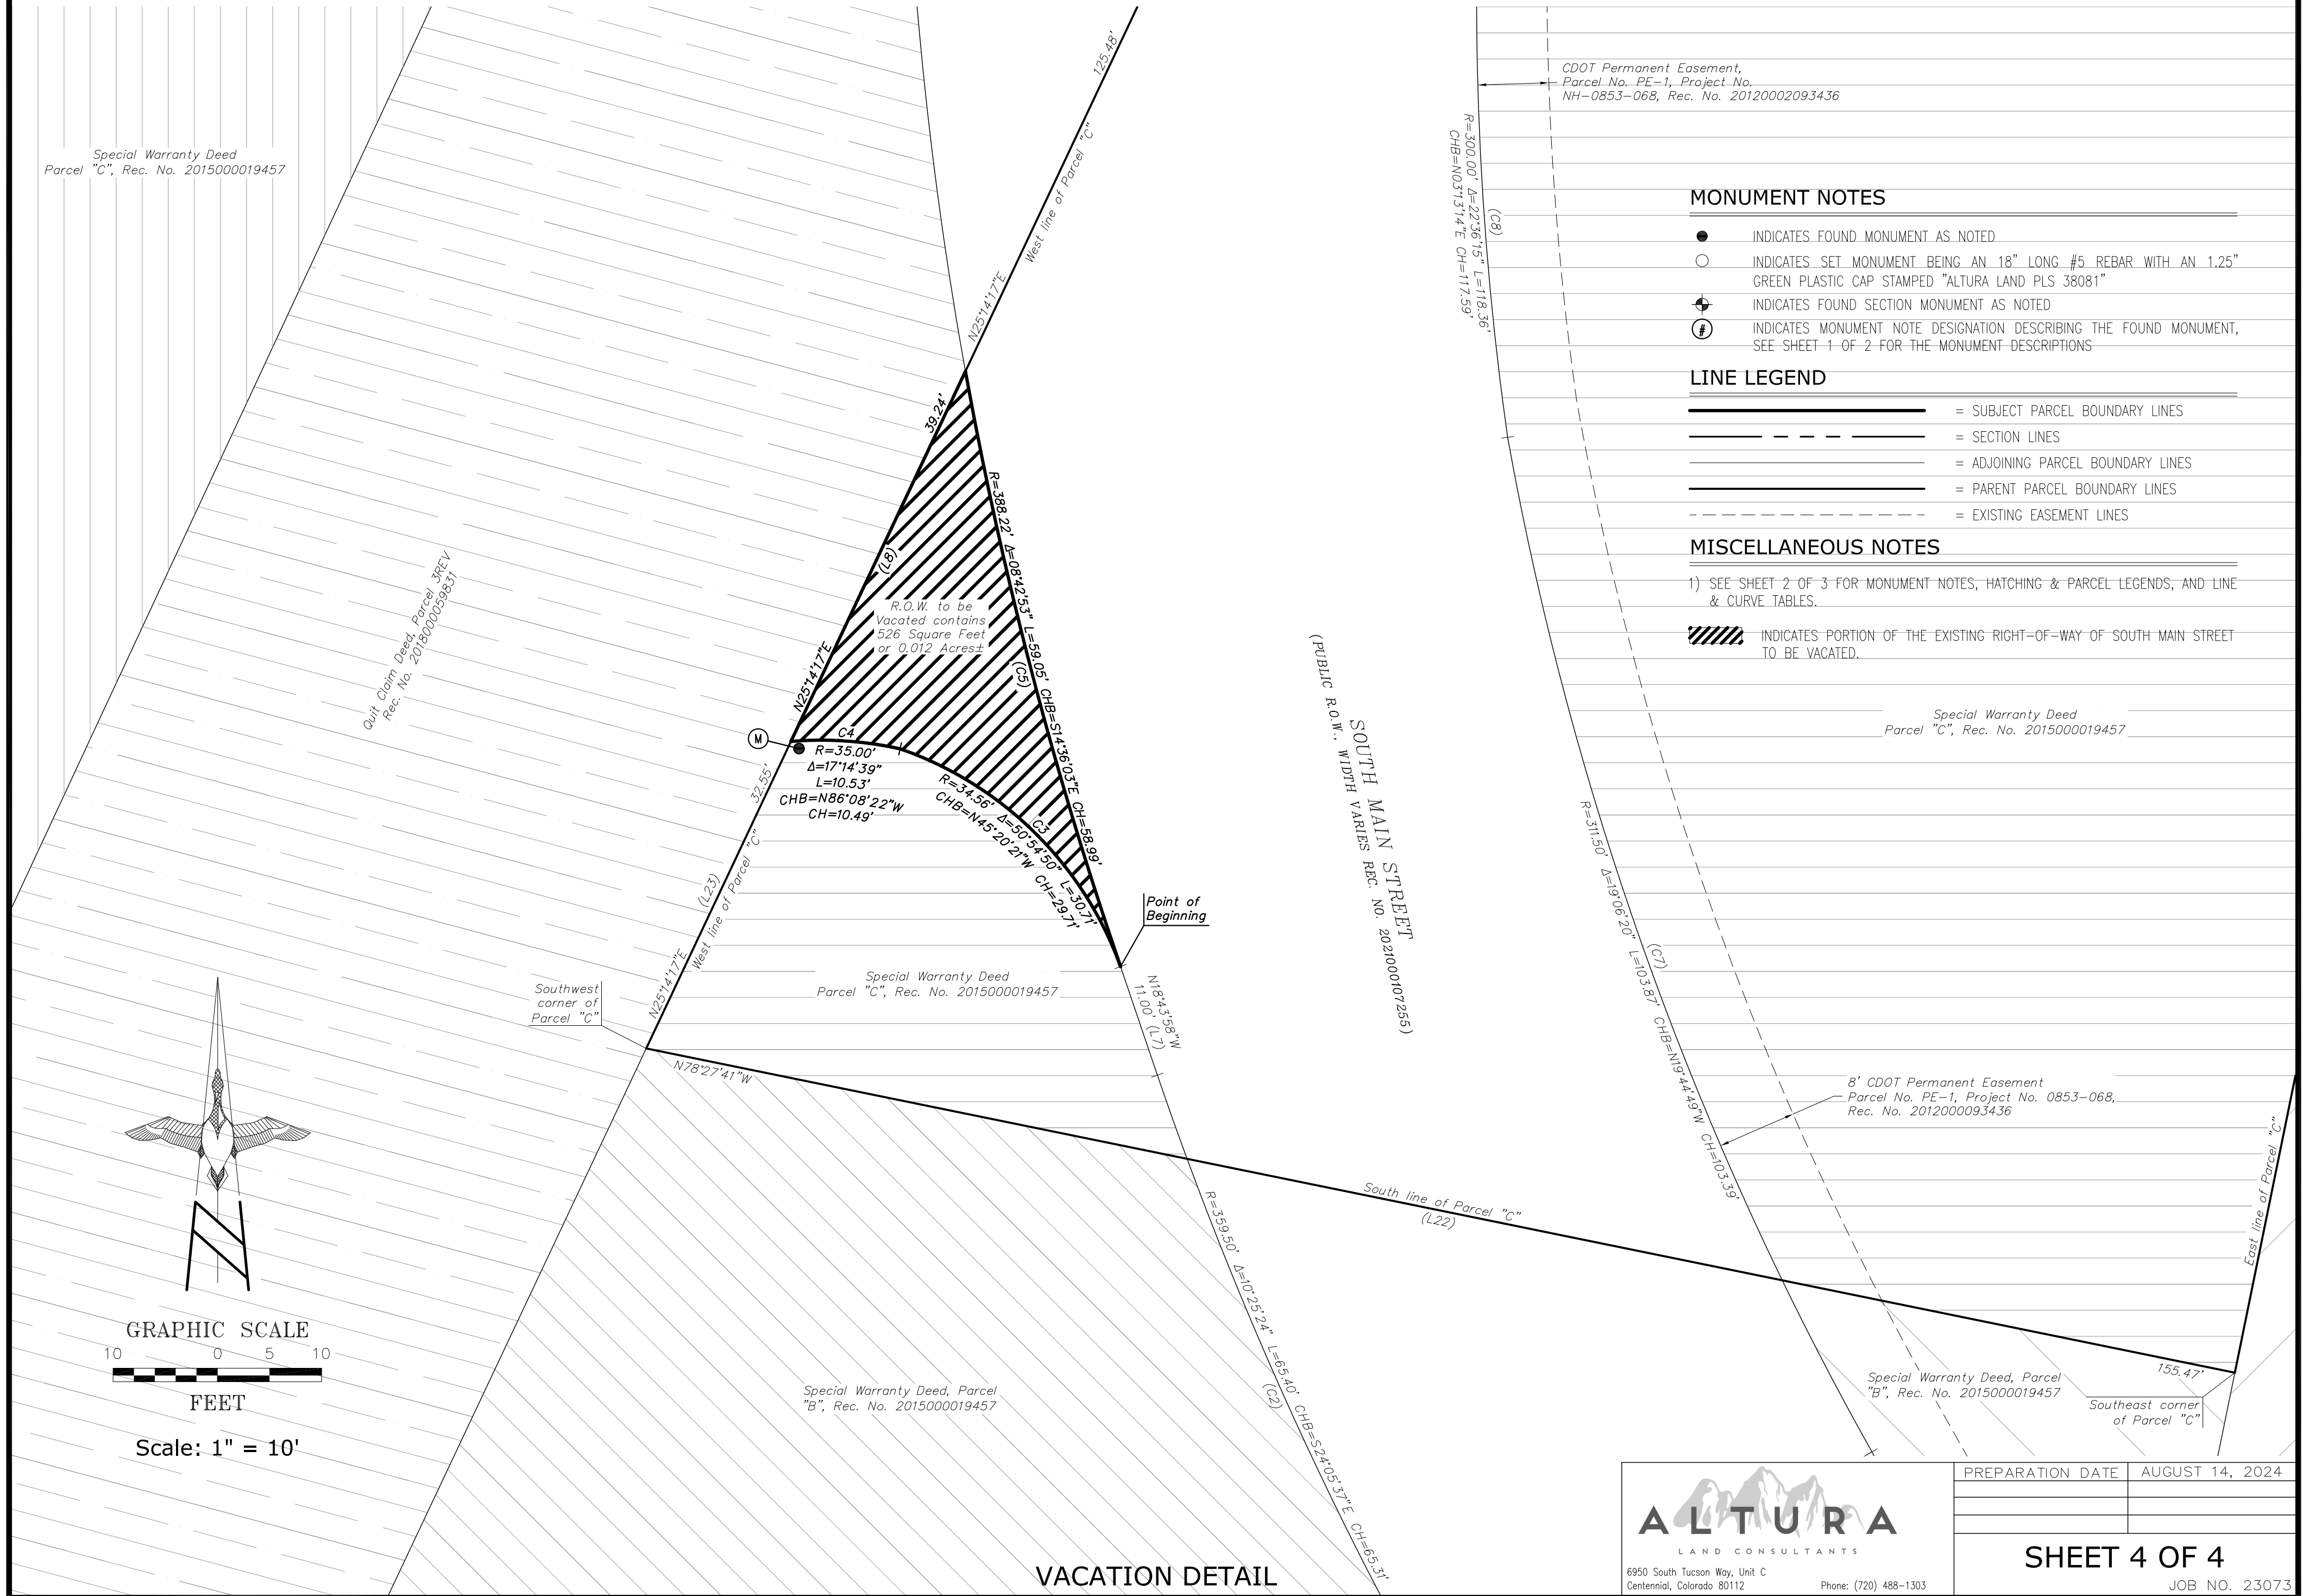 Special Warranty Deed
Parcel "C", Rec. No. 2015000019457
Quit Claim Deed, Parcel 3REV
Rec. No. 2018000059831
125.48'
West line of Parcel "C"
N25°14'17"E
39.24'
(L8)
N25°14'17"E
R.O.W. to be
Vacated contains
526 Square Feet
or 0.012 Acres±
R=388.22' Δ=08°42'53" L=59.05' CHB=S14°36'03"E CH=58.99'
(C5)
M
C4
R=35.00'
Δ=17°14'39"
L=10.53'
CHB=N86°08'22"W
CH=10.49'
C3
R=34.56' Δ=50°54'50" L=30.71'
CHB=N45°20'21"W CH=29.71'
32.55'
(L23)
West line of Parcel "C"
N25°14'17"E
Point of
Beginning
Special Warranty Deed
Parcel "C", Rec. No. 2015000019457
N18°43'58"W
11.00' (L7)
Southwest
corner of
Parcel "C"
N78°27'41"W
South line of Parcel "C"
(L22)
155.47'
R=359.50' Δ=10°25'24" L=65.40' CHB=S24°05'37"E CH=65.31'
(C2)
Special Warranty Deed, Parcel
"B", Rec. No. 2015000019457
SOUTH MAIN STREET
(PUBLIC R.O.W., WIDTH VARIES REC. NO. 2021000107255)
CDOT Permanent Easement,
Parcel No. PE-1, Project No.
NH-0853-068, Rec. No. 20120002093436
R=300.00' Δ=22°36'15" L=118.36'
CHB=N03°13'14"E CH=117.59'
(C8)
MONUMENT NOTES
INDICATES FOUND MONUMENT AS NOTED
INDICATES SET MONUMENT BEING AN 18" LONG #5 REBAR WITH AN 1.25"
GREEN PLASTIC CAP STAMPED "ALTURA LAND PLS 38081"
INDICATES FOUND SECTION MONUMENT AS NOTED
# INDICATES MONUMENT NOTE DESIGNATION DESCRIBING THE FOUND MONUMENT,
SEE SHEET 1 OF 2 FOR THE MONUMENT DESCRIPTIONS
LINE LEGEND
= SUBJECT PARCEL BOUNDARY LINES
= SECTION LINES
= ADJOINING PARCEL BOUNDARY LINES
= PARENT PARCEL BOUNDARY LINES
= EXISTING EASEMENT LINES
MISCELLANEOUS NOTES
1) SEE SHEET 2 OF 3 FOR MONUMENT NOTES, HATCHING & PARCEL LEGENDS, AND LINE
& CURVE TABLES.
INDICATES PORTION OF THE EXISTING RIGHT-OF-WAY OF SOUTH MAIN STREET
TO BE VACATED.
Special Warranty Deed
Parcel "C", Rec. No. 2015000019457
R=311.50' Δ=19°06'20" L=103.87' CHB=N19°44'49"W CH=103.39'
(C7)
8' CDOT Permanent Easement
Parcel No. PE-1, Project No. 0853-068,
Rec. No. 2012000093436
East line of Parcel "C"
Special Warranty Deed, Parcel
"B", Rec. No. 2015000019457
Southeast corner
of Parcel "C"
N
GRAPHIC SCALE
10 0 5 10
FEET
Scale: 1" = 10'
VACATION DETAIL
ALTURA
LAND CONSULTANTS
6950 South Tucson Way, Unit C
Centennial, Colorado 80112 Phone: (720) 488-1303
PREPARATION DATE AUGUST 14, 2024
SHEET 4 OF 4
JOB NO. 23073